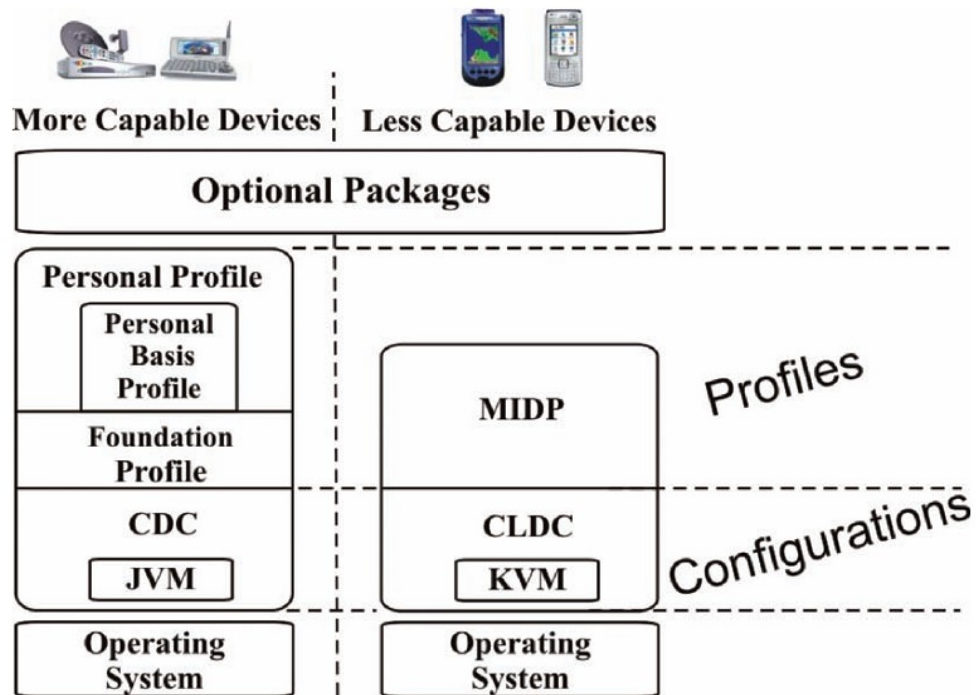 More Capable Devices
Less Capable Devices
Optional Packages
Personal Profile
Personal
Basis
Profile
Foundation
Profile
CDC
JVM
Operating
System
MIDP
CLDC
KVM
Operating
System
Profiles
Configurations